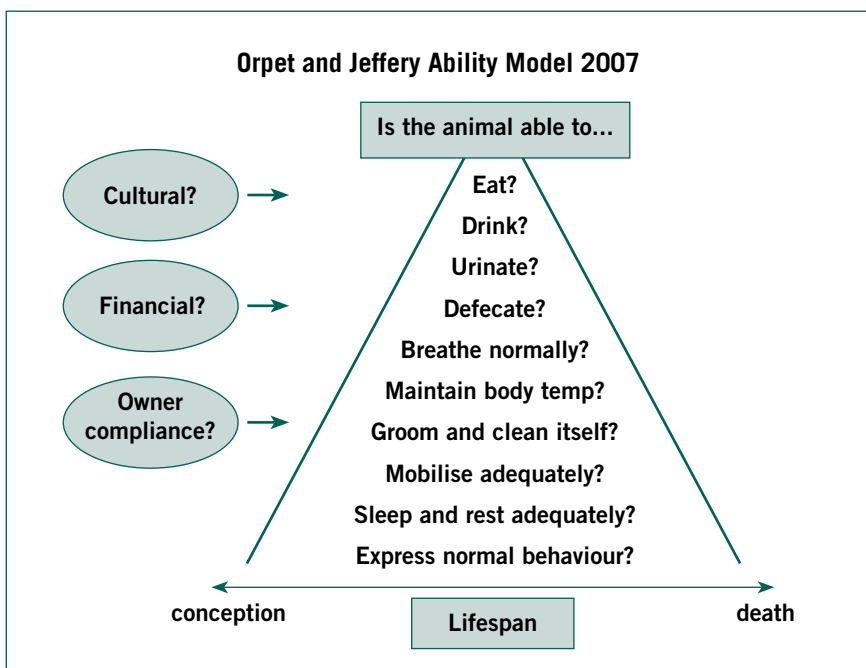 Orpet and Jeffery Ability Model 2007
Is the animal able to…
Cultural?
Financial?
Owner
compliance?
Eat?
Drink?
Urinate?
Defecate?
Breathe normally?
Maintain body temp?
Groom and clean itself?
Mobilise adequately?
Sleep and rest adequately?
Express normal behaviour?
conception
Lifespan
death